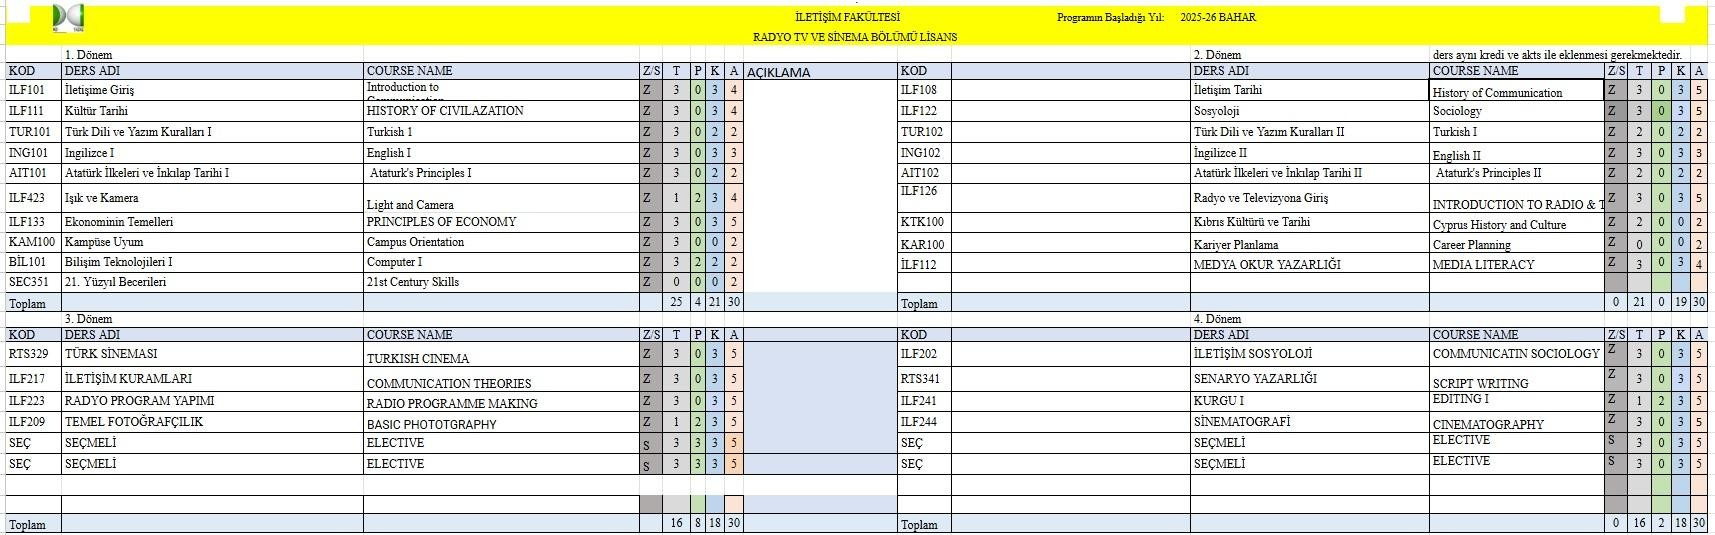 İLETİŞİM FAKÜLTESİ Programın Başladığı Yıl: 2025-26 BAHAR
RADYO TV VE SİNEMA BÖLÜMÜ LİSANS
1. Dönem 2. Dönem ders aynı kredi ve akts ile eklenmesi gerekmektedir.
KOD DERS ADI COURSE NAME Z/S T P K A AÇIKLAMA KOD DERS ADI COURSE NAME Z/S T P K A
ILF101 İletişime Giriş Introduction to Z 3 0 3 4 ILF108 İletişim Tarihi History of Communication Z 3 0 3 5
ILF111 Kültür Tarihi HISTORY OF CIVILAZATION Z 3 0 3 4 ILF122 Sosyoloji Sociology Z 3 0 3 5
TUR101 Türk Dili ve Yazım Kuralları I Turkish 1 Z 3 0 2 2 TUR102 Türk Dili ve Yazım Kuralları II Turkish I Z 2 0 2 2
ING101 Ingilizce I English I Z 3 0 3 3 ING102 İngilizce II English II Z 3 0 3 3
AIT101 Atatürk İlkeleri ve İnkılap Tarihi I Ataturk's Principles I Z 3 0 2 2 AIT102 Atatürk İlkeleri ve İnkılap Tarihi II Ataturk's Principles II Z 2 0 2 2
ILF423 Işık ve Kamera Light and Camera Z 1 2 3 4 ILF126 Radyo ve Televizyona Giriş INTRODUCTION TO RADIO & T Z 3 0 3 5
ILF133 Ekonominin Temelleri PRINCIPLES OF ECONOMY Z 3 0 3 5 KTK100 Kıbrıs Kültürü ve Tarihi Cyprus History and Culture Z 2 0 0 2
KAM100 Kampüse Uyum Campus Orientation Z 3 0 0 2 KAR100 Kariyer Planlama Career Planning Z 0 0 0 2
BİL101 Bilişim Teknolojileri I Computer I Z 3 2 2 2 İLF112 MEDYA OKUR YAZARLIĞI MEDIA LITERACY Z 3 0 3 4
SEC351 21. Yüzyıl Becerileri 21st Century Skills Z 0 0 0 2
Toplam 25 4 21 30 Toplam 0 21 0 19 30
3. Dönem 4. Dönem
KOD DERS ADI COURSE NAME Z/S T P K A KOD DERS ADI COURSE NAME Z/S T P K A
RTS329 TÜRK SİNEMASI TURKISH CINEMA Z 3 0 3 5 ILF202 İLETİŞİM SOSYOLOJİ COMMUNICATIN SOCIOLOGY Z 3 0 3 5
ILF217 İLETİŞİM KURAMLARI COMMUNICATION THEORIES Z 3 0 3 5 RTS341 SENARYO YAZARLIĞI SCRIPT WRITING Z 3 0 3 5
ILF223 RADYO PROGRAM YAPIMI RADIO PROGRAMME MAKING Z 3 0 3 5 ILF241 KURGU I EDITING I Z 1 2 3 5
ILF209 TEMEL FOTOĞRAFÇILIK BASIC PHOTOTGRAPHY Z 1 2 3 5 ILF244 SİNEMATOGRAFİ CINEMATOGRAPHY Z 3 0 3 5
SEÇ SEÇMELİ ELECTIVE S 3 3 3 5 SEÇ SEÇMELİ ELECTIVE S 3 0 3 5
SEÇ SEÇMELİ ELECTIVE S 3 3 3 5 SEÇ SEÇMELİ ELECTIVE S 3 0 3 5
Toplam 16 8 18 30 Toplam 0 16 2 18 30